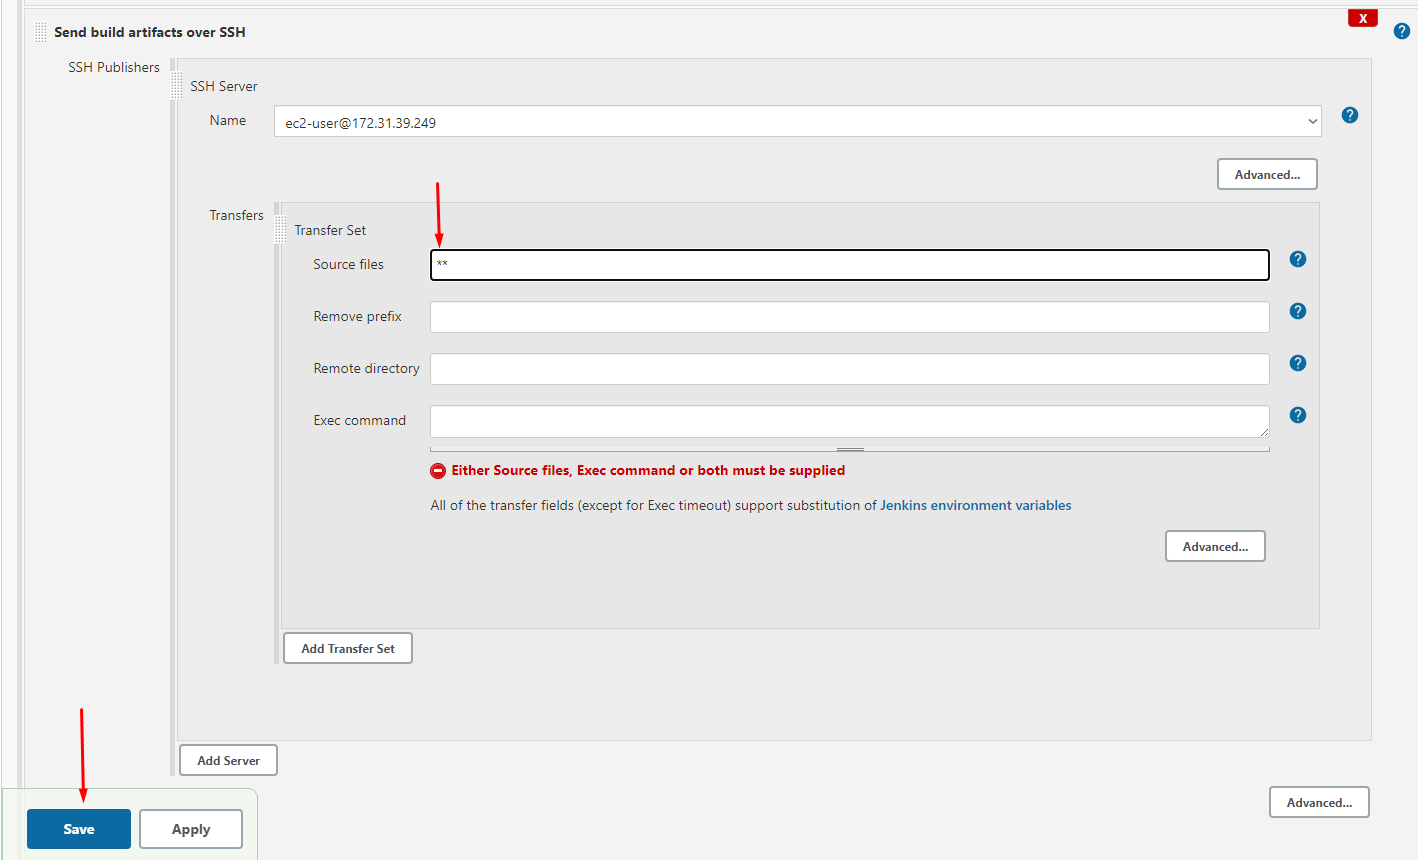 Send build artifacts over SSH
X
?
SSH Publishers
SSH Server
Name
ec2-user@172.31.39.249
?
Advanced...
Transfers
Transfer Set
Source files
**
?
Remove prefix
?
Remote directory
?
Exec command
?
Either Source files, Exec command or both must be supplied
All of the transfer fields (except for Exec timeout) support substitution of Jenkins environment variables
Advanced...
Add Transfer Set
Add Server
Advanced...
Save
Apply